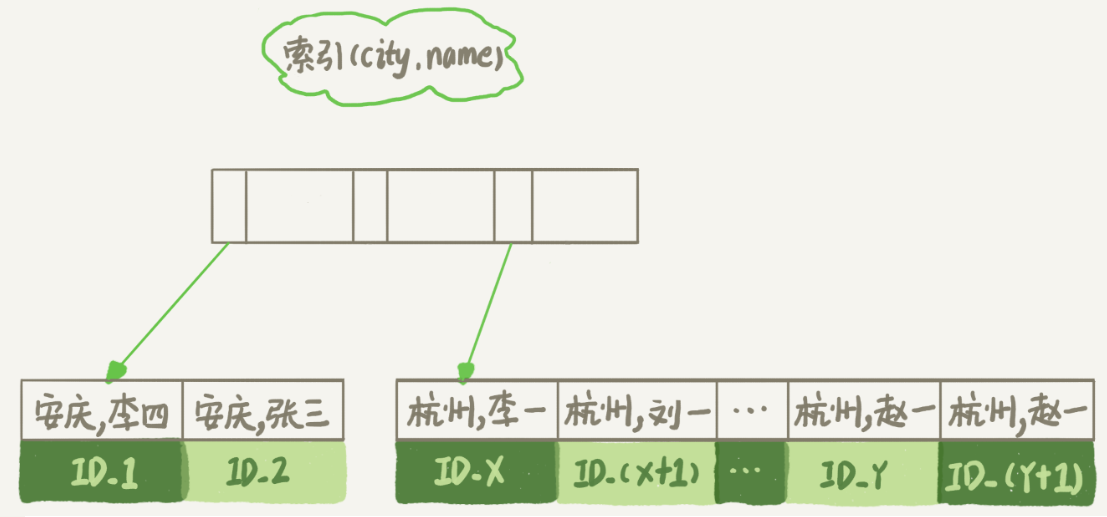 索引(city,name)
安庆,李四 安庆,张三 杭州,李一 杭州,刘一 ... 杭州,赵一 杭州,赵一
ID_1 ID_2 ID_X ID_(X+1) ... ID_Y ID_(Y+1)